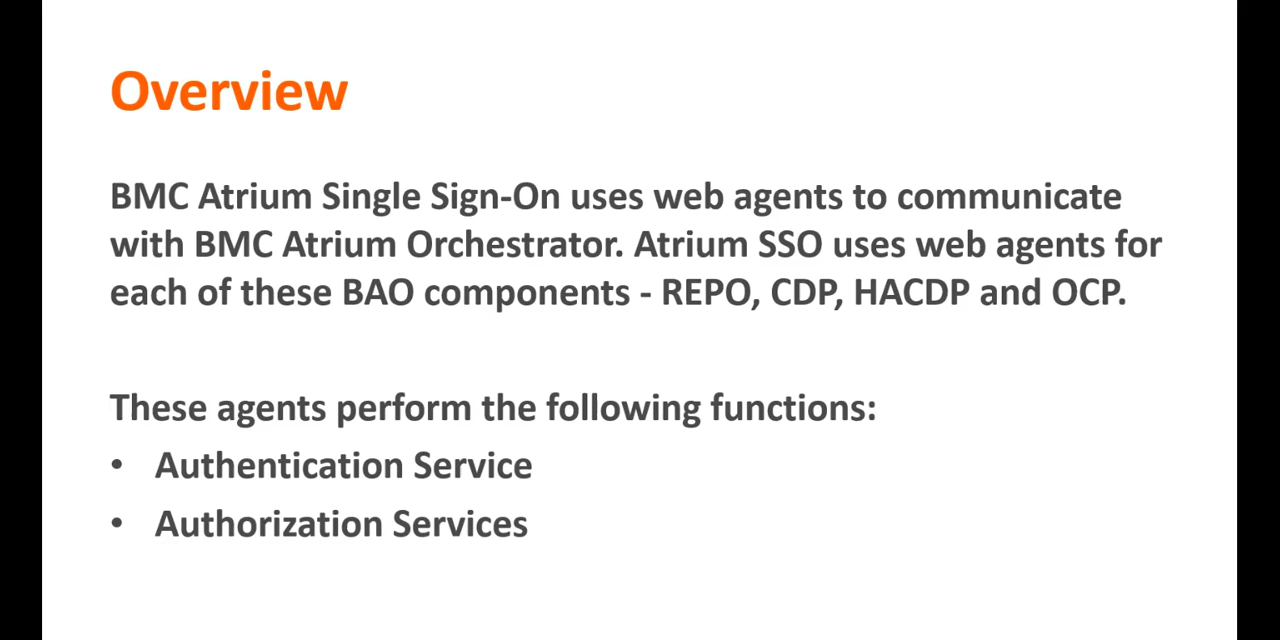 Overview
BMC Atrium Single Sign-On uses web agents to communicate
with BMC Atrium Orchestrator. Atrium SSO uses web agents for
each of these BAO components - REPO, CDP, HACDP and OCP.
These agents perform the following functions:
• Authentication Service
• Authorization Services